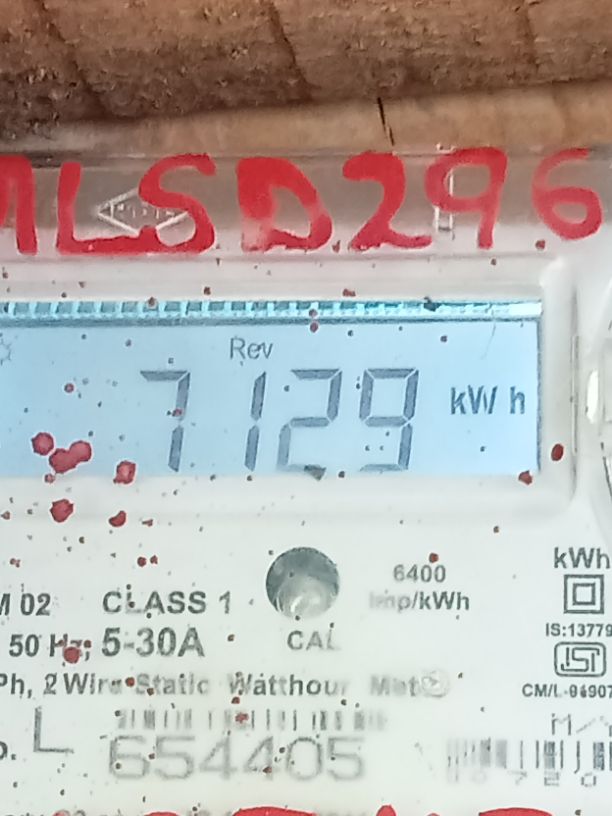 MLSD296
Rev
7129 kWh
6400
Imp/kWh
kWh
M 02 CLASS 1
50 Hz; 5-30A
CAL
IS:13779
ISI
Ph, 2 Wire Static Watthour
CM/L-
L
654405
M/Y